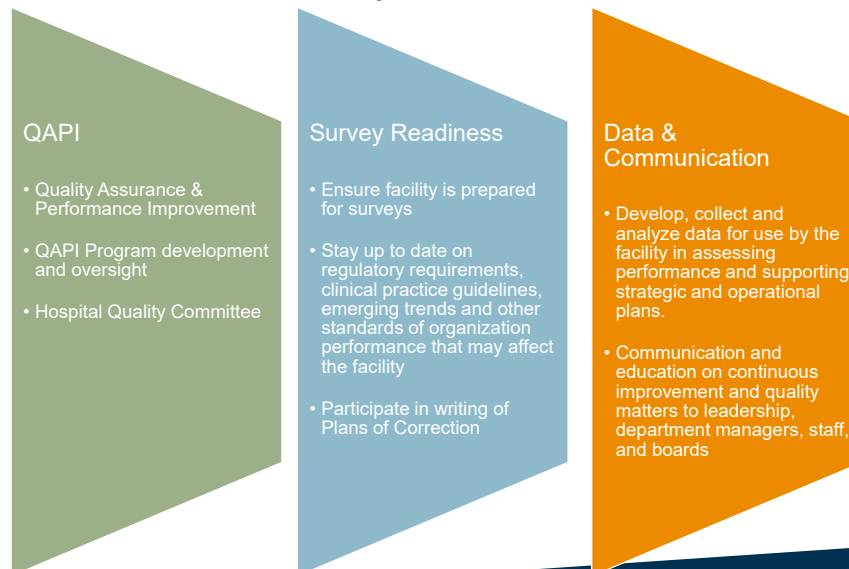 QAPI
• Quality Assurance &
Performance Improvement
• QAPI Program development
and oversight
• Hospital Quality Committee
Survey Readiness
• Ensure facility is prepared
for surveys
• Stay up to date on
regulatory requirements,
clinical practice guidelines,
emerging trends and other
standards of organization
performance that may affect
the facility
• Participate in writing of
Plans of Correction
Data &
Communication
• Develop, collect and
analyze data for use by the
facility in assessing
performance and supporting
strategic and operational
plans.
• Communication and
education on continuous
improvement and quality
matters to leadership,
department managers, staff,
and boards